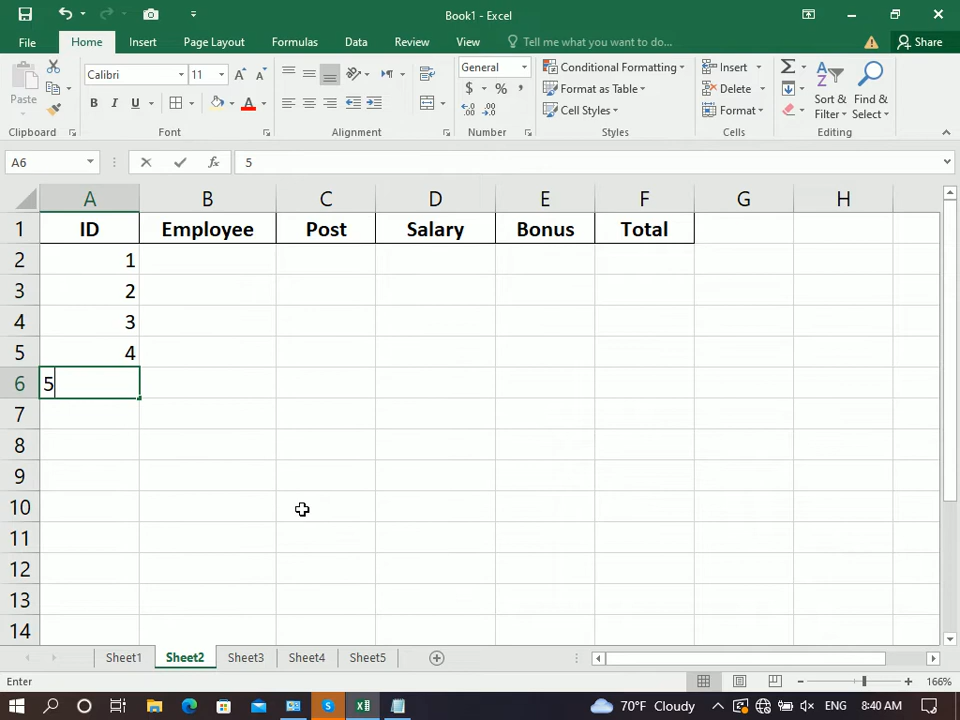 Book1 - Excel
File Home Insert Page Layout Formulas Data Review View Tell me what you want to do... Share
Calibri 11 General Conditional Formatting Insert
$ % , Format as Table Delete
Paste B I U A Cell Styles Format Sort & Filter Find & Select
Clipboard Font Alignment Number Styles Cells Editing
A6 fx 5
A B C D E F G H
1 ID Employee Post Salary Bonus Total
2 1
3 2
4 3
5 4
6 5
7
8
9
10
11
12
13
14
Sheet1 Sheet2 Sheet3 Sheet4 Sheet5
Enter 166%
70°F Cloudy ENG 8:40 AM